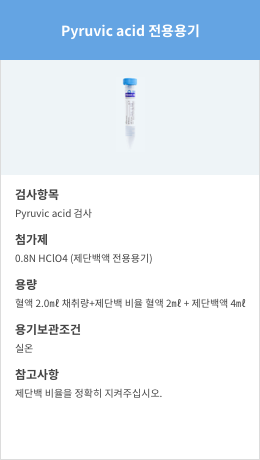 Pyruvic acid 전용용기
검사항목
Pyruvic acid 검사
첨가제
0.8N HClO4 (제단백액 전용용기)
용량
혈액 2.0㎖ 채취량+제단백 비율 혈액 2㎖ + 제단백액 4㎖
용기보관조건
실온
참고사항
제단백 비율을 정확히 지켜주십시오.